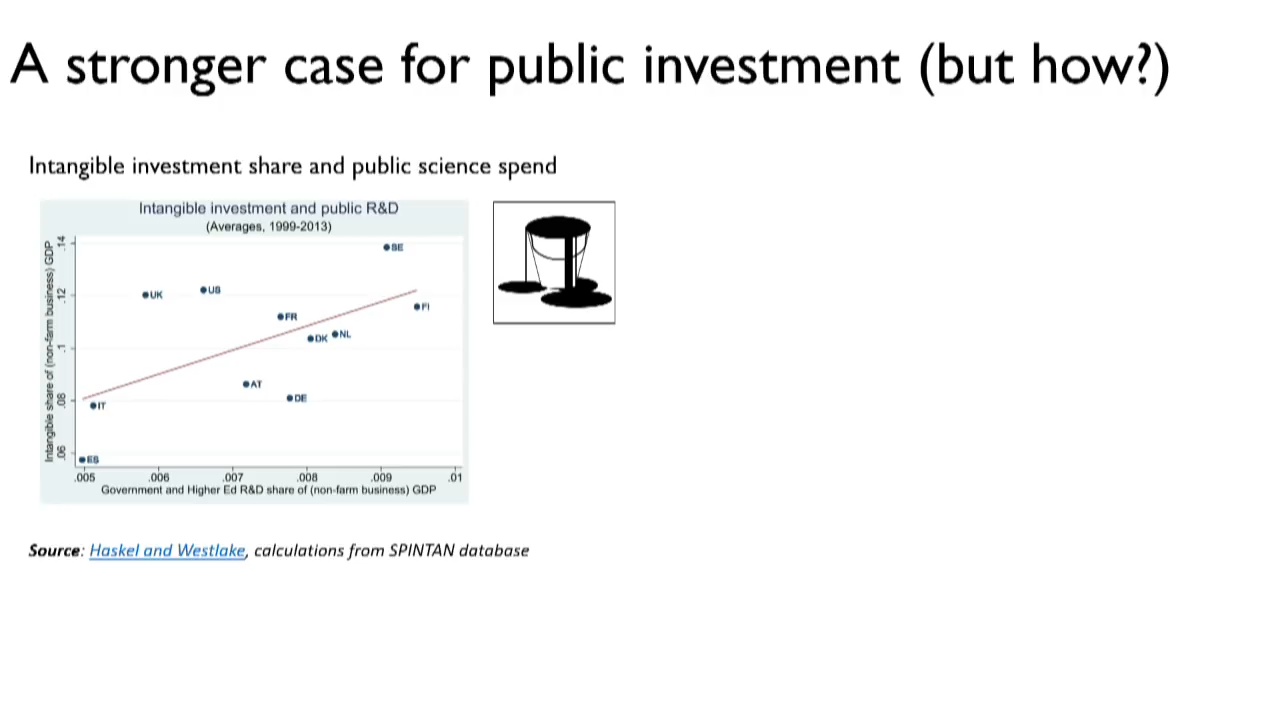 A stronger case for public investment (but how?)
Intangible investment share and public science spend
Intangible investment and public R&D
(Averages, 1999-2013)
Intangible share of (non-farm business) GDP
.14
.12
.1
.08
.06
SE
UK
US
FI
FR
DK
NL
AT
DE
IT
ES
.005 .006 .007 .008 .009 .01
Government and Higher Ed R&D share of (non-farm business) GDP
Source: Haskel and Westlake, calculations from SPINTAN database